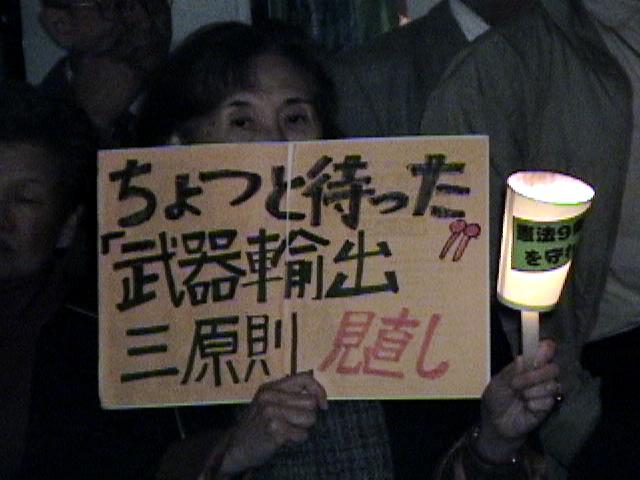 ちょっと待った!!
「武器輸出
三原則 見直し
憲法9
を守